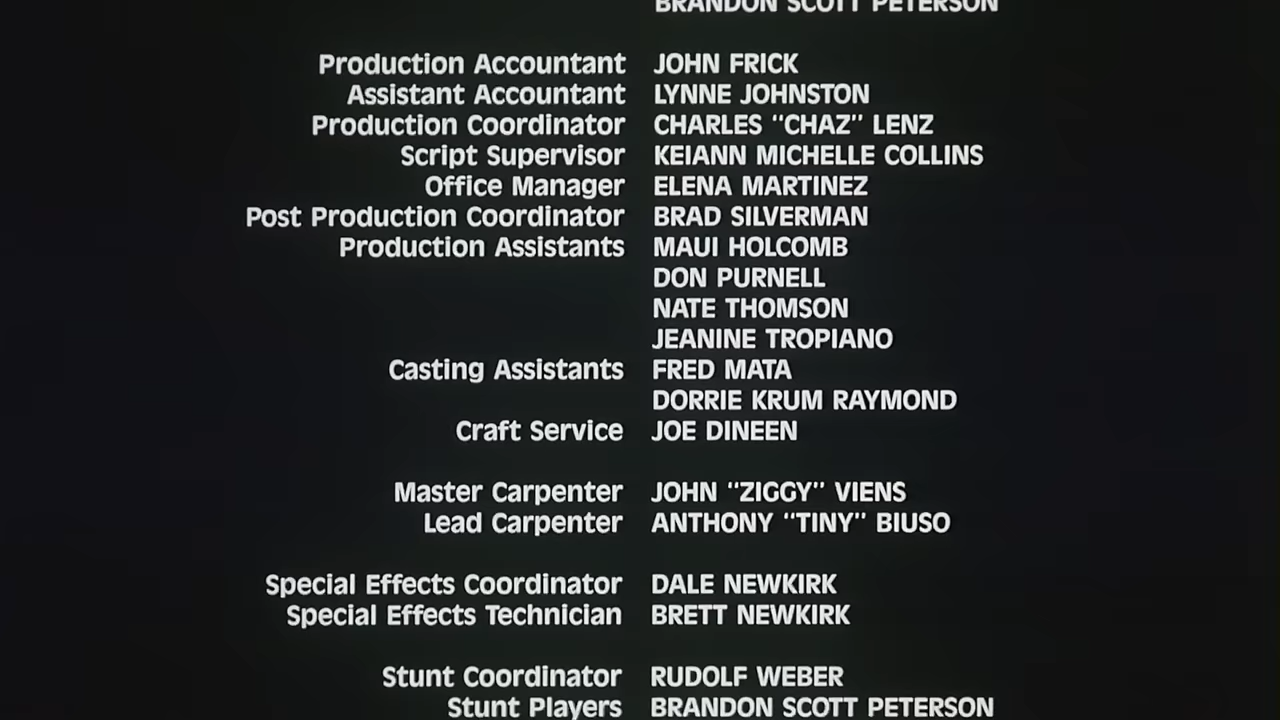 BRANDON SCOTT PETERSON
Production Accountant JOHN FRICK
Assistant Accountant LYNNE JOHNSTON
Production Coordinator CHARLES "CHAZ" LENZ
Script Supervisor KEIANN MICHELLE COLLINS
Office Manager ELENA MARTINEZ
Post Production Coordinator BRAD SILVERMAN
Production Assistants MAUI HOLCOMB
DON PURNELL
NATE THOMSON
JEANINE TROPIANO
Casting Assistants FRED MATA
DORRIE KRUM RAYMOND
Craft Service JOE DINEEN
Master Carpenter JOHN "ZIGGY" VIENS
Lead Carpenter ANTHONY "TINY" BIUSO
Special Effects Coordinator DALE NEWKIRK
Special Effects Technician BRETT NEWKIRK
Stunt Coordinator RUDOLF WEBER
Stunt Players BRANDON SCOTT PETERSON